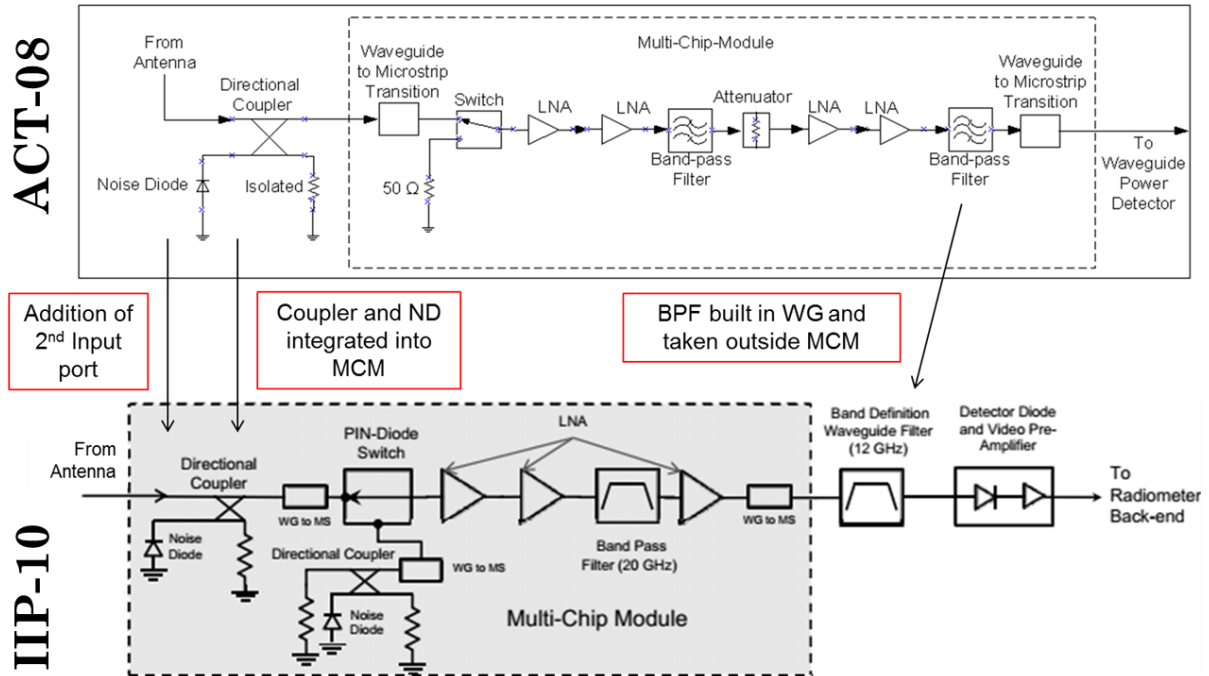 ACT-08
From
Antenna
Directional
Coupler
Noise Diode
Isolated
Waveguide
to Microstrip
Transition
Multi-Chip-Module
Switch
50 Ω
LNA
LNA
Band-pass
Filter
Attenuator
LNA
LNA
Band-pass
Filter
Waveguide
to Microstrip
Transition
To
Waveguide
Power
Detector
Addition of
2nd Input
port
Coupler and ND
integrated into
MCM
BPF built in WG and
taken outside MCM
IIP-10
From
Antenna
Directional
Coupler
Noise
Diode
WG to MS
PIN-Diode
Switch
Directional Coupler
WG to MS
Noise
Diode
LNA
Band Pass
Filter (20 GHz)
WG to MS
Multi-Chip Module
Band Definition
Waveguide Filter
(12 GHz)
Detector Diode
and Video Pre-
Amplifier
To
Radiometer
Back-end